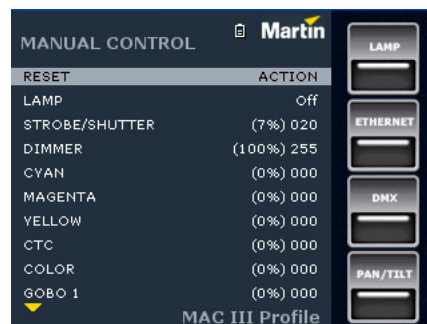 MANUAL CONTROL
Martin
RESET ACTION
LAMP Off
STROBE/SHUTTER (7%) 020
DIMMER (100%) 255
CYAN (0%) 000
MAGENTA (0%) 000
YELLOW (0%) 000
CTC (0%) 000
COLOR (0%) 000
GOBO 1 (0%) 000
MAC III Profile
LAMP
ETHERNET
DMX
PAN/TILT